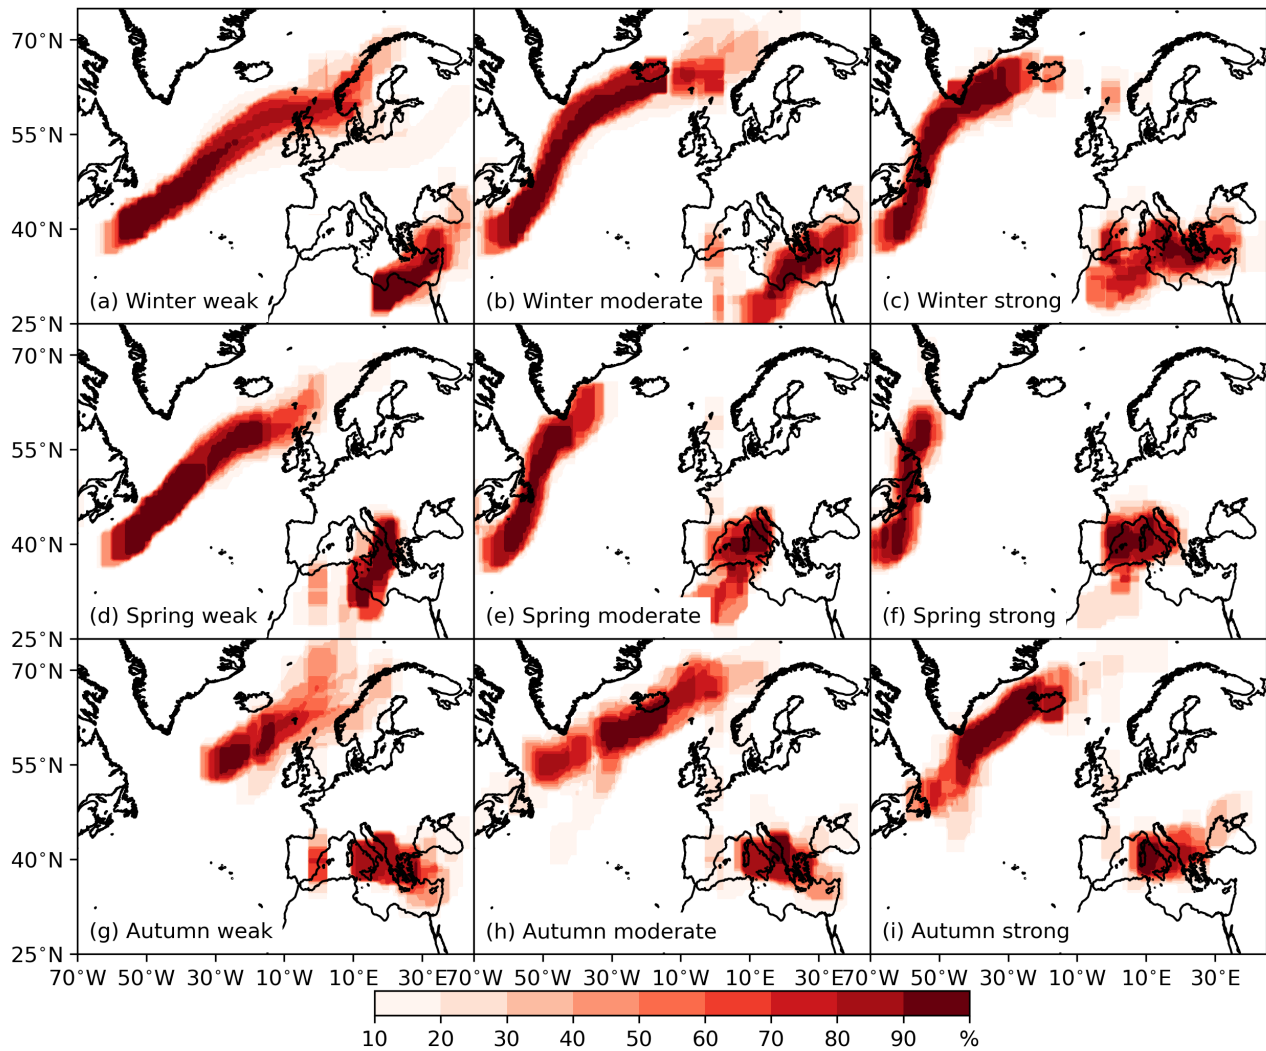 70°N
55°N
40°N
(a) Winter weak (b) Winter moderate (c) Winter strong
25°N
70°N
55°N
40°N
(d) Spring weak (e) Spring moderate (f) Spring strong
25°N
70°N
55°N
40°N
(g) Autumn weak (h) Autumn moderate (i) Autumn strong
25°N
70°W 50°W 30°W 10°W 10°E 30°E 70°W 50°W 30°W 10°W 10°E 30°E 70°W 50°W 30°W 10°W 10°E 30°E
10 20 30 40 50 60 70 80 90 %